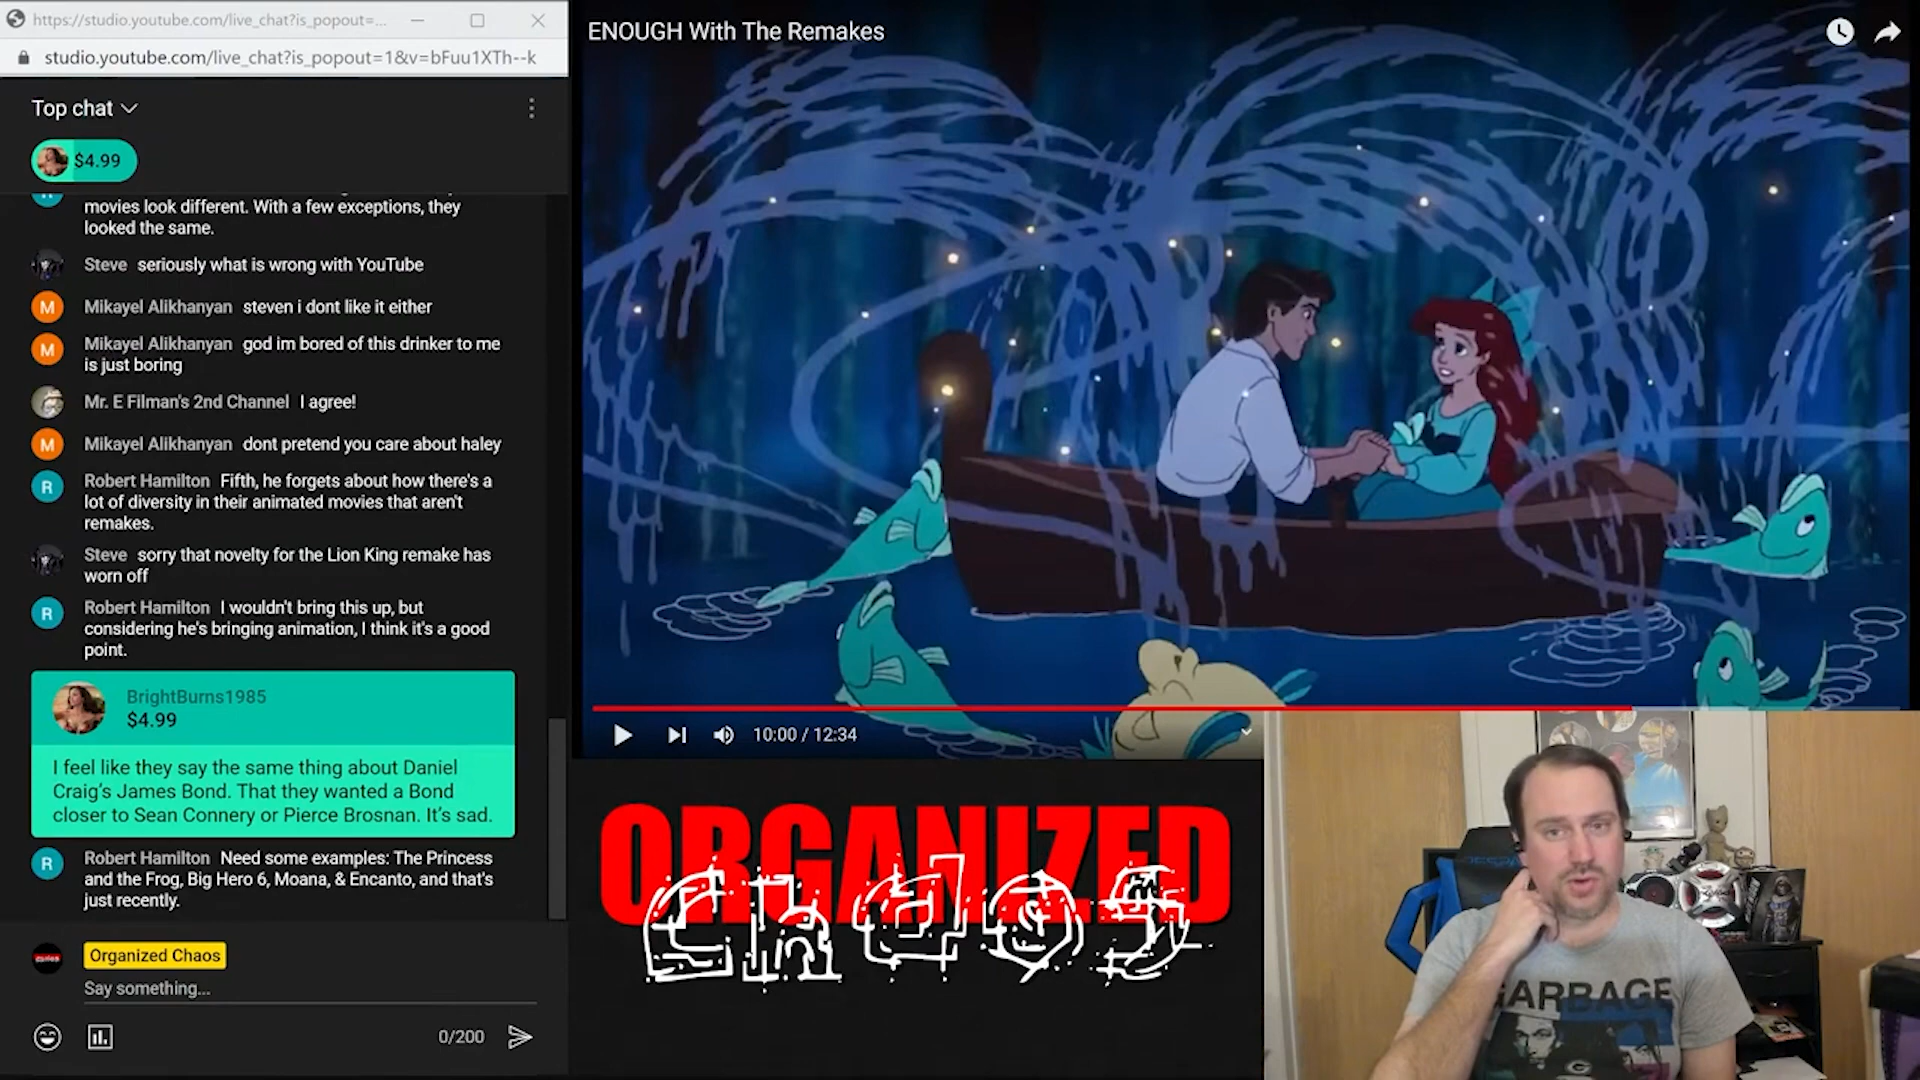 https://studio.youtube.com/live_chat?is_popout=...
studio.youtube.com/live_chat?is_popout=1&v=bFuu1XTh--k
Top chat
$4.99
movies look different. With a few exceptions, they
looked the same.
Steve seriously what is wrong with YouTube
M Mikayel Alikhanyan steven i dont like it either
M Mikayel Alikhanyan god im bored of this drinker to me
is just boring
Mr. E Filman's 2nd Channel I agree!
M Mikayel Alikhanyan dont pretend you care about haley
R Robert Hamilton Fifth, he forgets about how there's a
lot of diversity in their animated movies that aren't
remakes.
Steve sorry that novelty for the Lion King remake has
worn off
R Robert Hamilton I wouldn't bring this up, but
considering he's bringing animation, I think it's a good
point.
BrightBurns1985
$4.99
I feel like they say the same thing about Daniel
Craig's James Bond. That they wanted a Bond
closer to Sean Connery or Pierce Brosnan. It's sad.
R Robert Hamilton Need some examples: The Princess
and the Frog, Big Hero 6, Moana, & Encanto, and that's
just recently.
Organized Chaos
Say something...
0/200
ENOUGH With The Remakes
10:00 / 12:34
ORGANIZED
chaos
GARBAGE